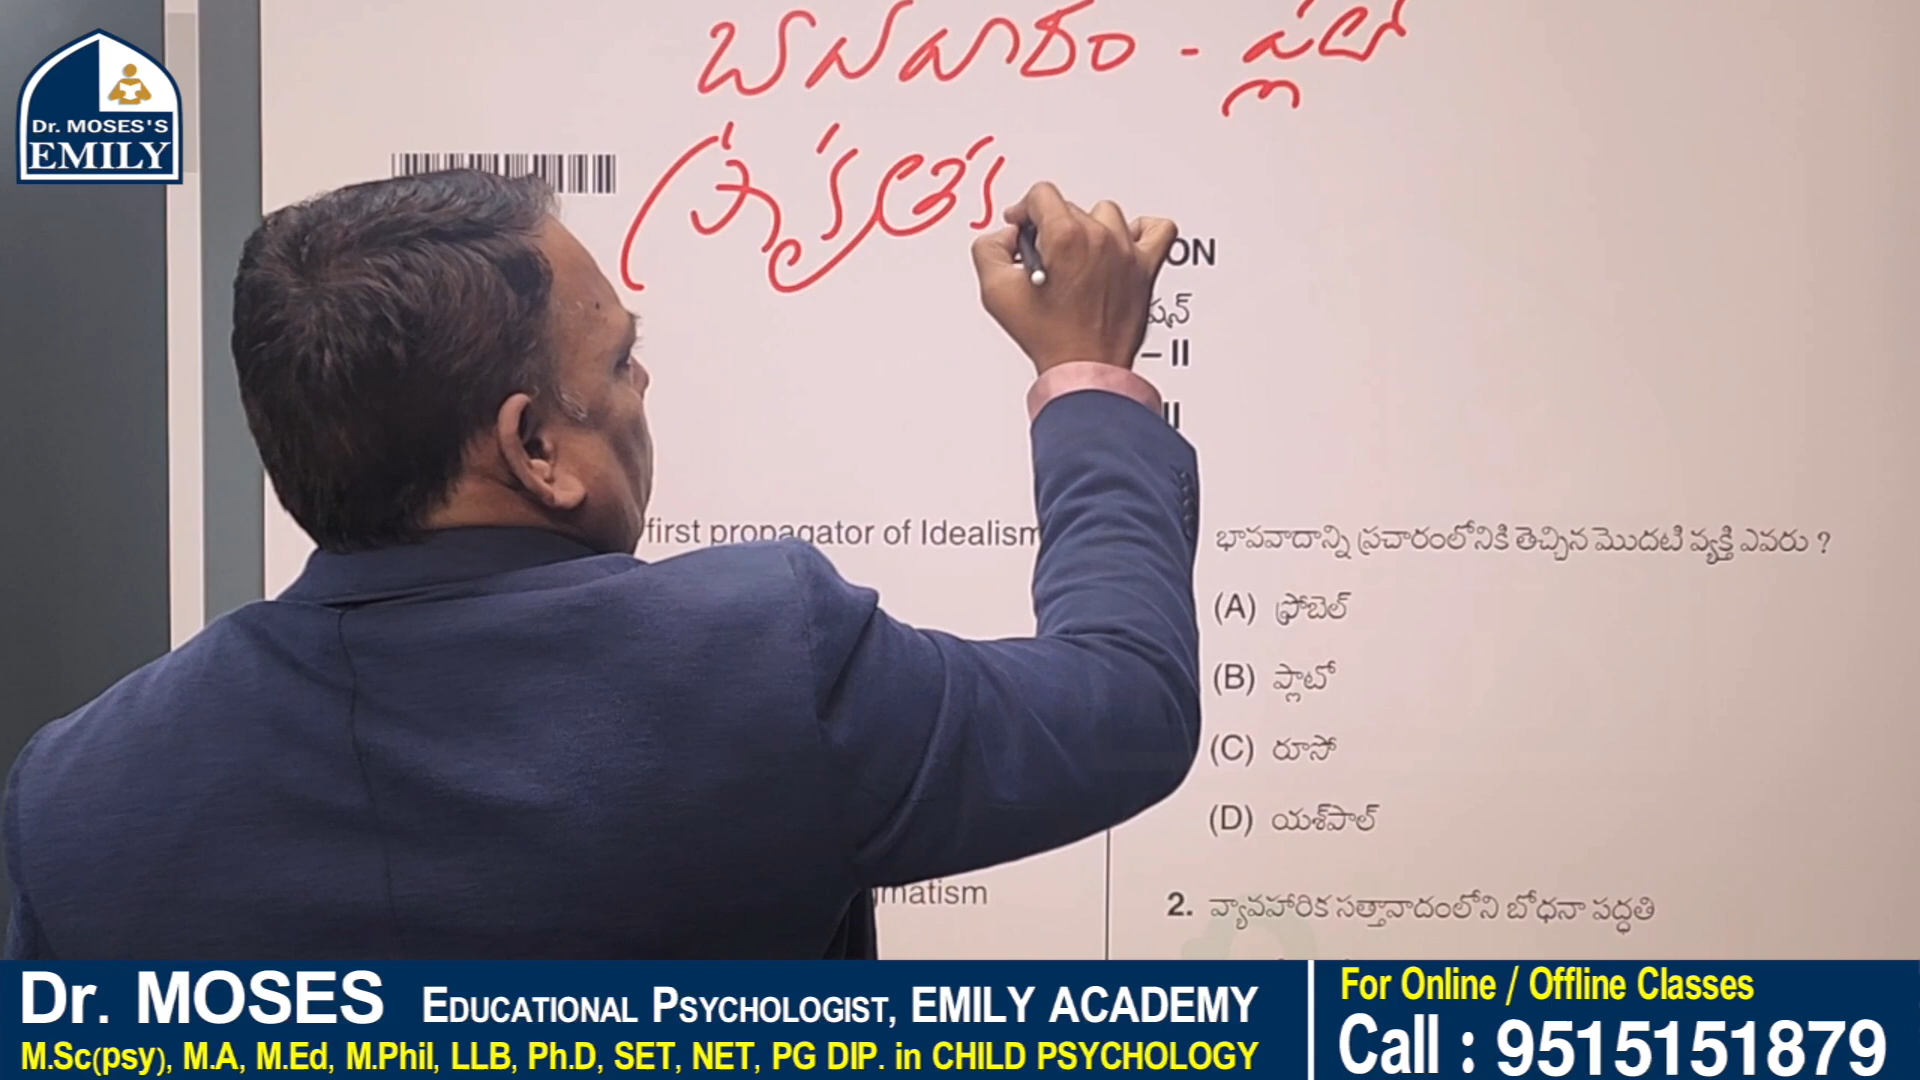 Dr. MOSES'S
EMILY
భావవాదం - ప్లేటో
ON
షన్
– II
II
first propagator of Idealism
matism
భావవాదాన్ని ప్రచారంలోనికి తెచ్చిన మొదటి వ్యక్తి ఎవరు ?
(A) ఫ్రోబెల్
(B) ప్లాటో
(C) రూసో
(D) యశ్‌పాల్
2. వ్యావహారిక సత్తావాదంలోని బోధనా పద్ధతి
Dr. MOSES EDUCATIONAL PSYCHOLOGIST, EMILY ACADEMY
M.Sc(psy), M.A, M.Ed, M.Phil, LLB, Ph.D, SET, NET, PG DIP. in CHILD PSYCHOLOGY
For Online / Offline Classes
Call : 9515151879